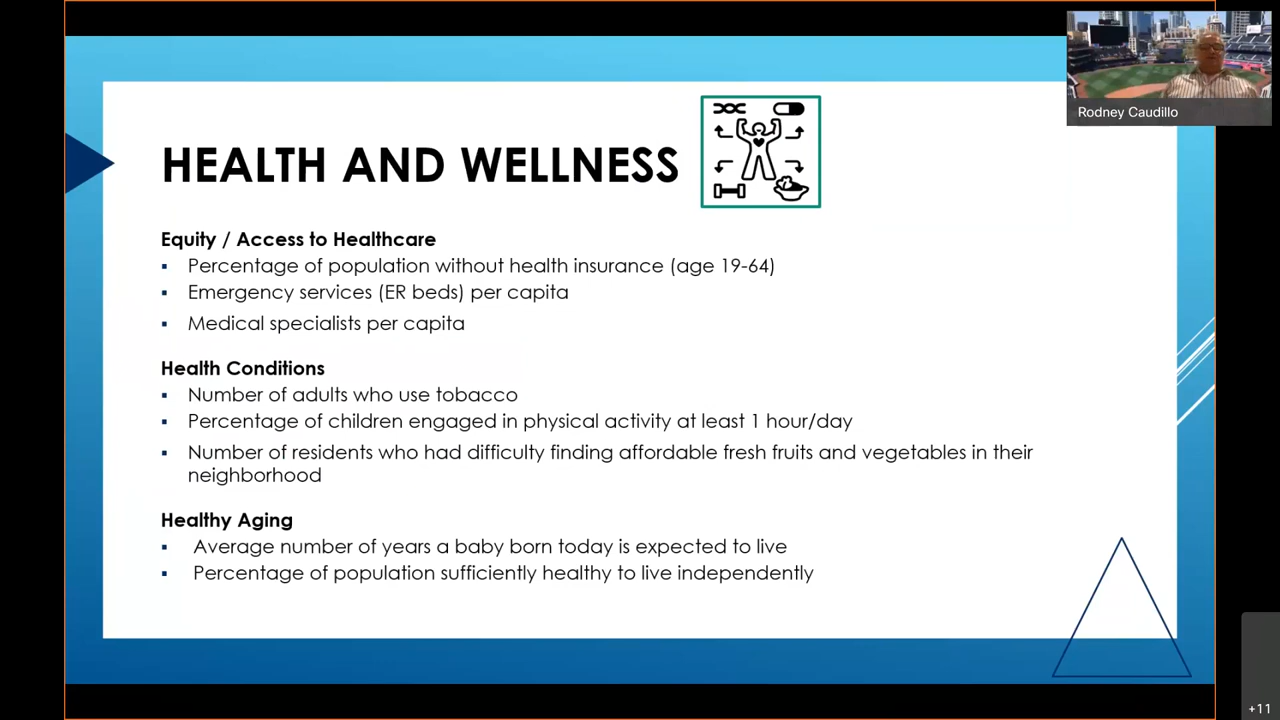 Rodney Caudillo
HEALTH AND WELLNESS
Equity / Access to Healthcare
▪ Percentage of population without health insurance (age 19-64)
▪ Emergency services (ER beds) per capita
▪ Medical specialists per capita
Health Conditions
▪ Number of adults who use tobacco
▪ Percentage of children engaged in physical activity at least 1 hour/day
▪ Number of residents who had difficulty finding affordable fresh fruits and vegetables in their
neighborhood
Healthy Aging
▪ Average number of years a baby born today is expected to live
▪ Percentage of population sufficiently healthy to live independently
+11